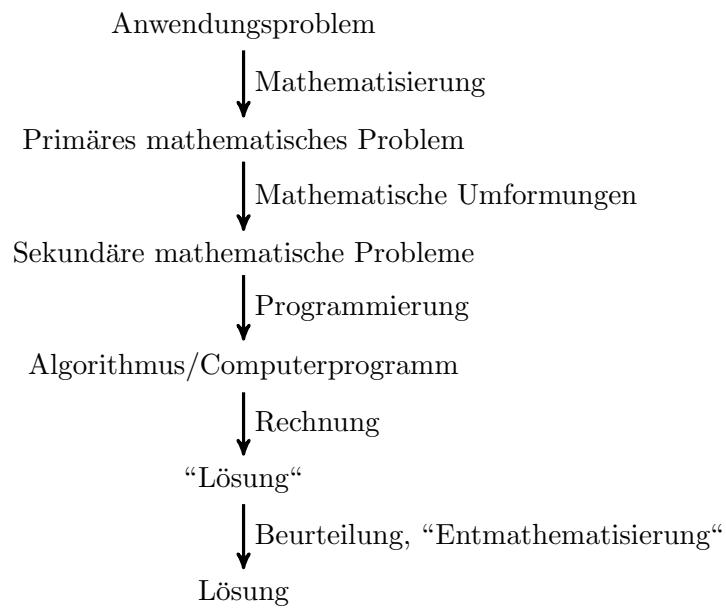 Anwendungsproblem
Mathematisierung
Primäres mathematisches Problem
Mathematische Umformungen
Sekundäre mathematische Probleme
Programmierung
Algorithmus/Computerprogramm
Rechnung
“Lösung“
Beurteilung, “Entmathematisierung“
Lösung